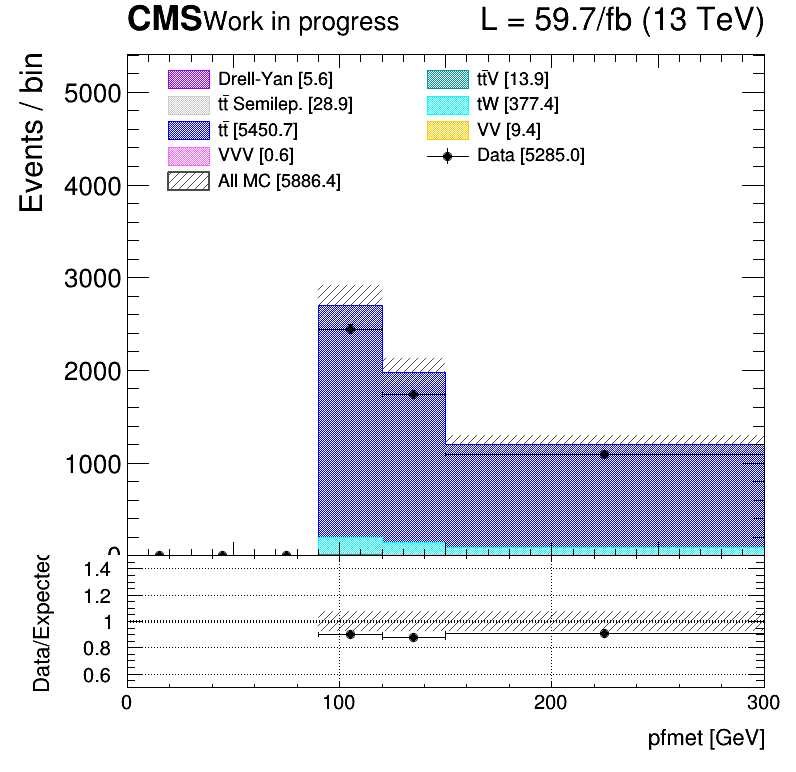 CMS Work in progress L = 59.7/fb (13 TeV)
Events / bin
Drell-Yan [5.6]
tt̄ Semilep. [28.9]
tt̄ [5450.7]
VVV [0.6]
All MC [5886.4]
tt̄V [13.9]
tW [377.4]
VV [9.4]
Data [5285.0]
5000
4000
3000
2000
1000
0
Data/Expected
1.4
1.2
1
0.8
0.6
0 100 200 300
pfmet [GeV]